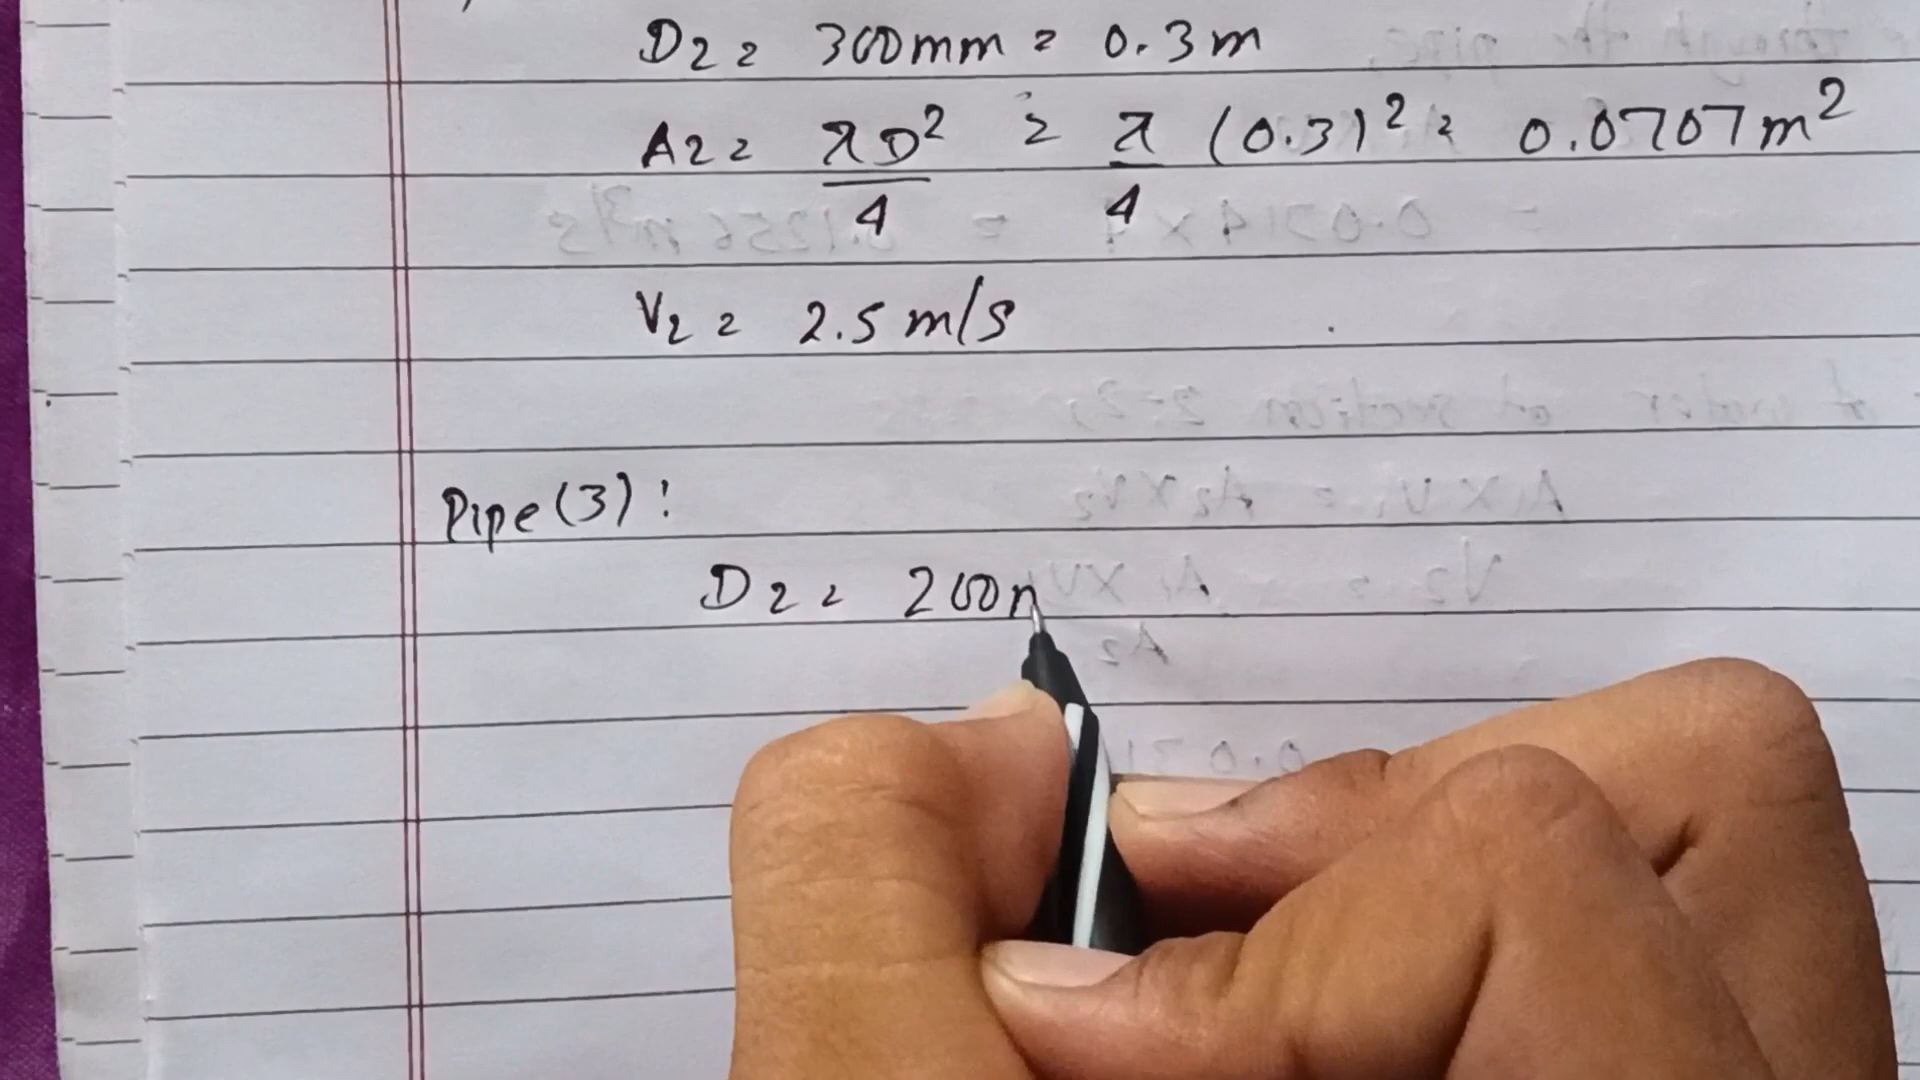 D2 = 300mm = 0.3m
A2 = πD²/4 = π/4 (0.3)² = 0.0707m²
V2 = 2.5 m/s
Pipe(3):
D2 = 200m